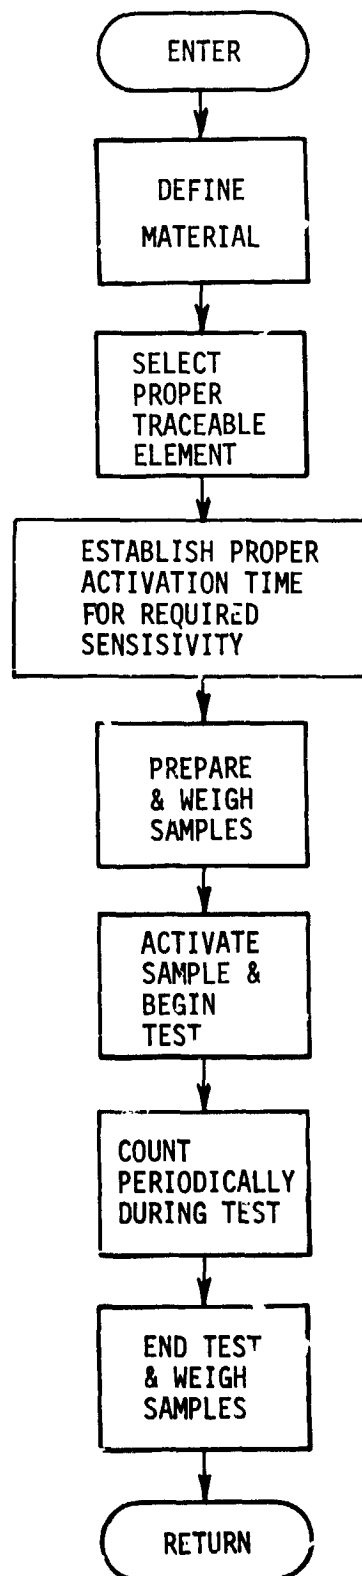 ENTER
DEFINE
MATERIAL
SELECT
PROPER
TRACEABLE
ELEMENT
ESTABLISH PROPER
ACTIVATION TIME
FOR REQUIRED
SENSISIVITY
PREPARE
& WEIGH
SAMPLES
ACTIVATE
SAMPLE &
BEGIN
TEST
COUNT
PERIODICALLY
DURING TEST
END TEST
& WEIGH
SAMPLES
RETURN